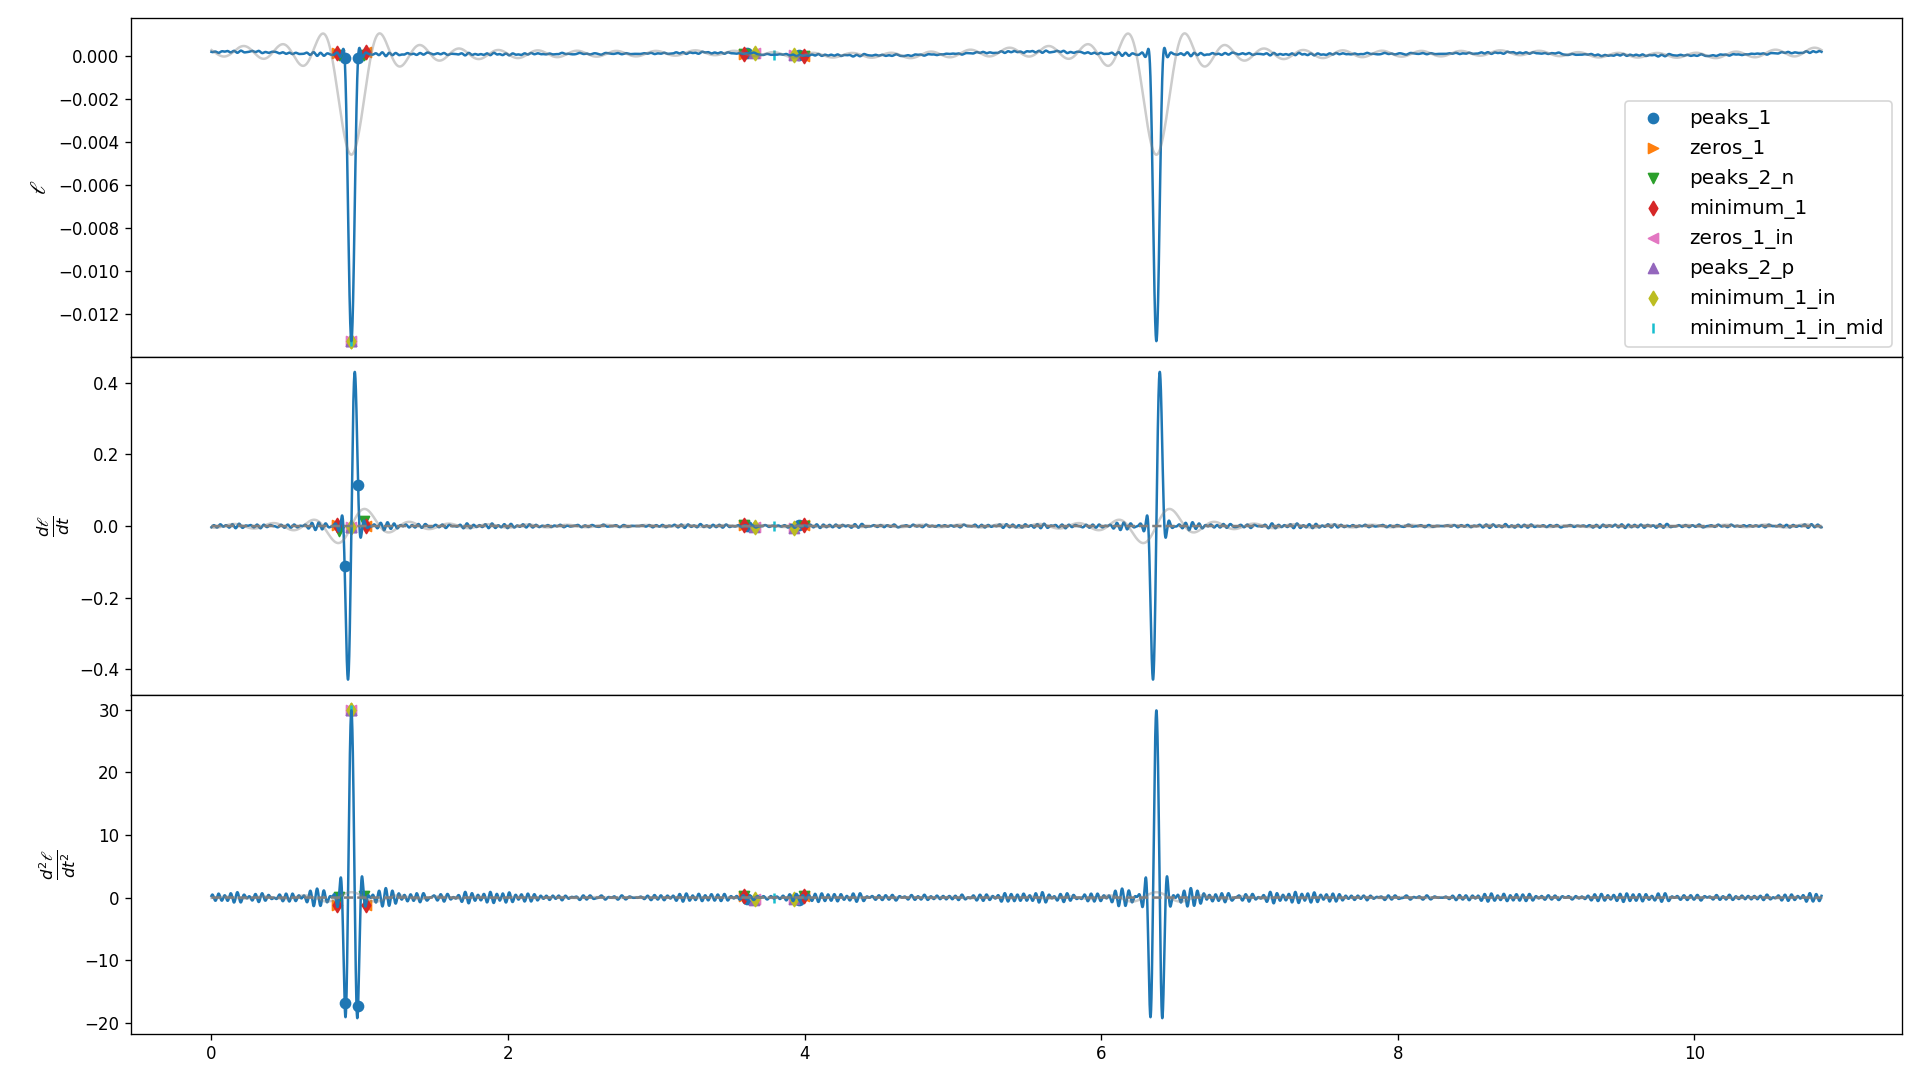 0.000
−0.002
−0.004
−0.006
−0.008
−0.010
−0.012
ℓ
peaks_1
zeros_1
peaks_2_n
minimum_1
zeros_1_in
peaks_2_p
minimum_1_in
minimum_1_in_mid
0.4
0.2
0.0
−0.2
−0.4
dℓ/dt
30
20
10
0
−10
−20
d²ℓ/dt²
0 2 4 6 8 10